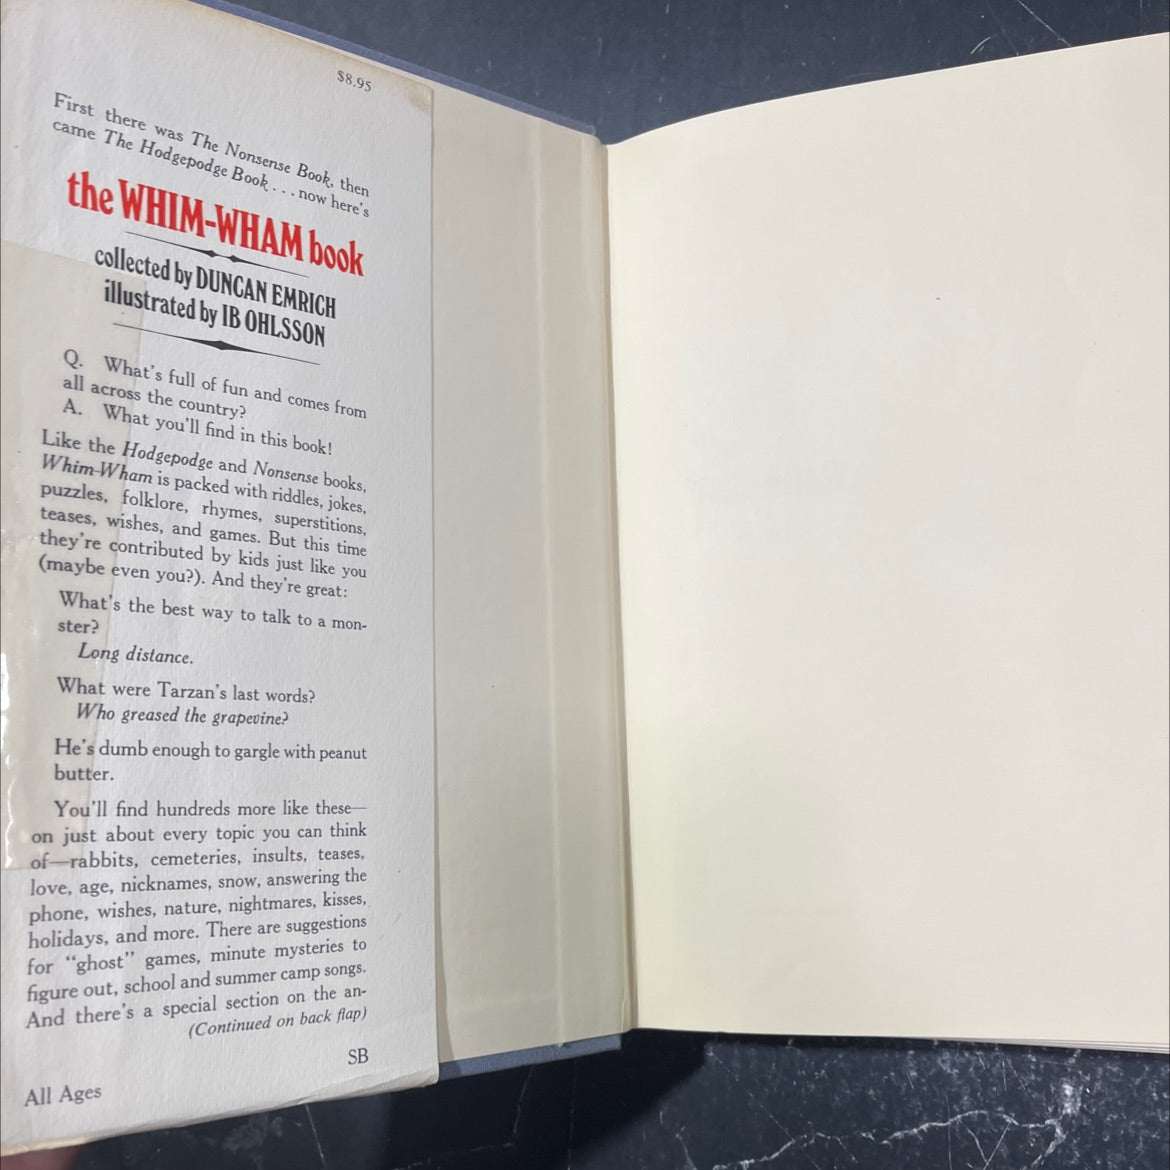 $8.95
First there was The Nonsense Book, then
came The Hodgepodge Book . . . now here's
the WHIM-WHAM book
collected by DUNCAN EMRICH
illustrated by IB OHLSSON
Q. What's full of fun and comes from
all across the country?
A. What you'll find in this book!
Like the Hodgepodge and Nonsense books,
Whim-Wham is packed with riddles, jokes,
puzzles, folklore, rhymes, superstitions,
teases, wishes, and games. But this time
they're contributed by kids just like you
(maybe even you?). And they're great:
What's the best way to talk to a mon-
ster?
Long distance.
What were Tarzan's last words?
Who greased the grapevine?
He's dumb enough to gargle with peanut
butter.
You'll find hundreds more like these—
on just about every topic you can think
of—rabbits, cemeteries, insults, teases,
love, age, nicknames, snow, answering the
phone, wishes, nature, nightmares, kisses,
holidays, and more. There are suggestions
for "ghost" games, minute mysteries to
figure out, school and summer camp songs.
And there's a special section on the an-
(Continued on back flap)
SB
All Ages